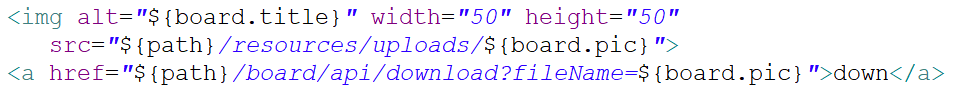 <img alt="${board.title}" width="50" height="50"
src="${path}/resources/uploads/${board.pic}">
<a href="${path}/board/api/download?fileName=${board.pic}">down</a>